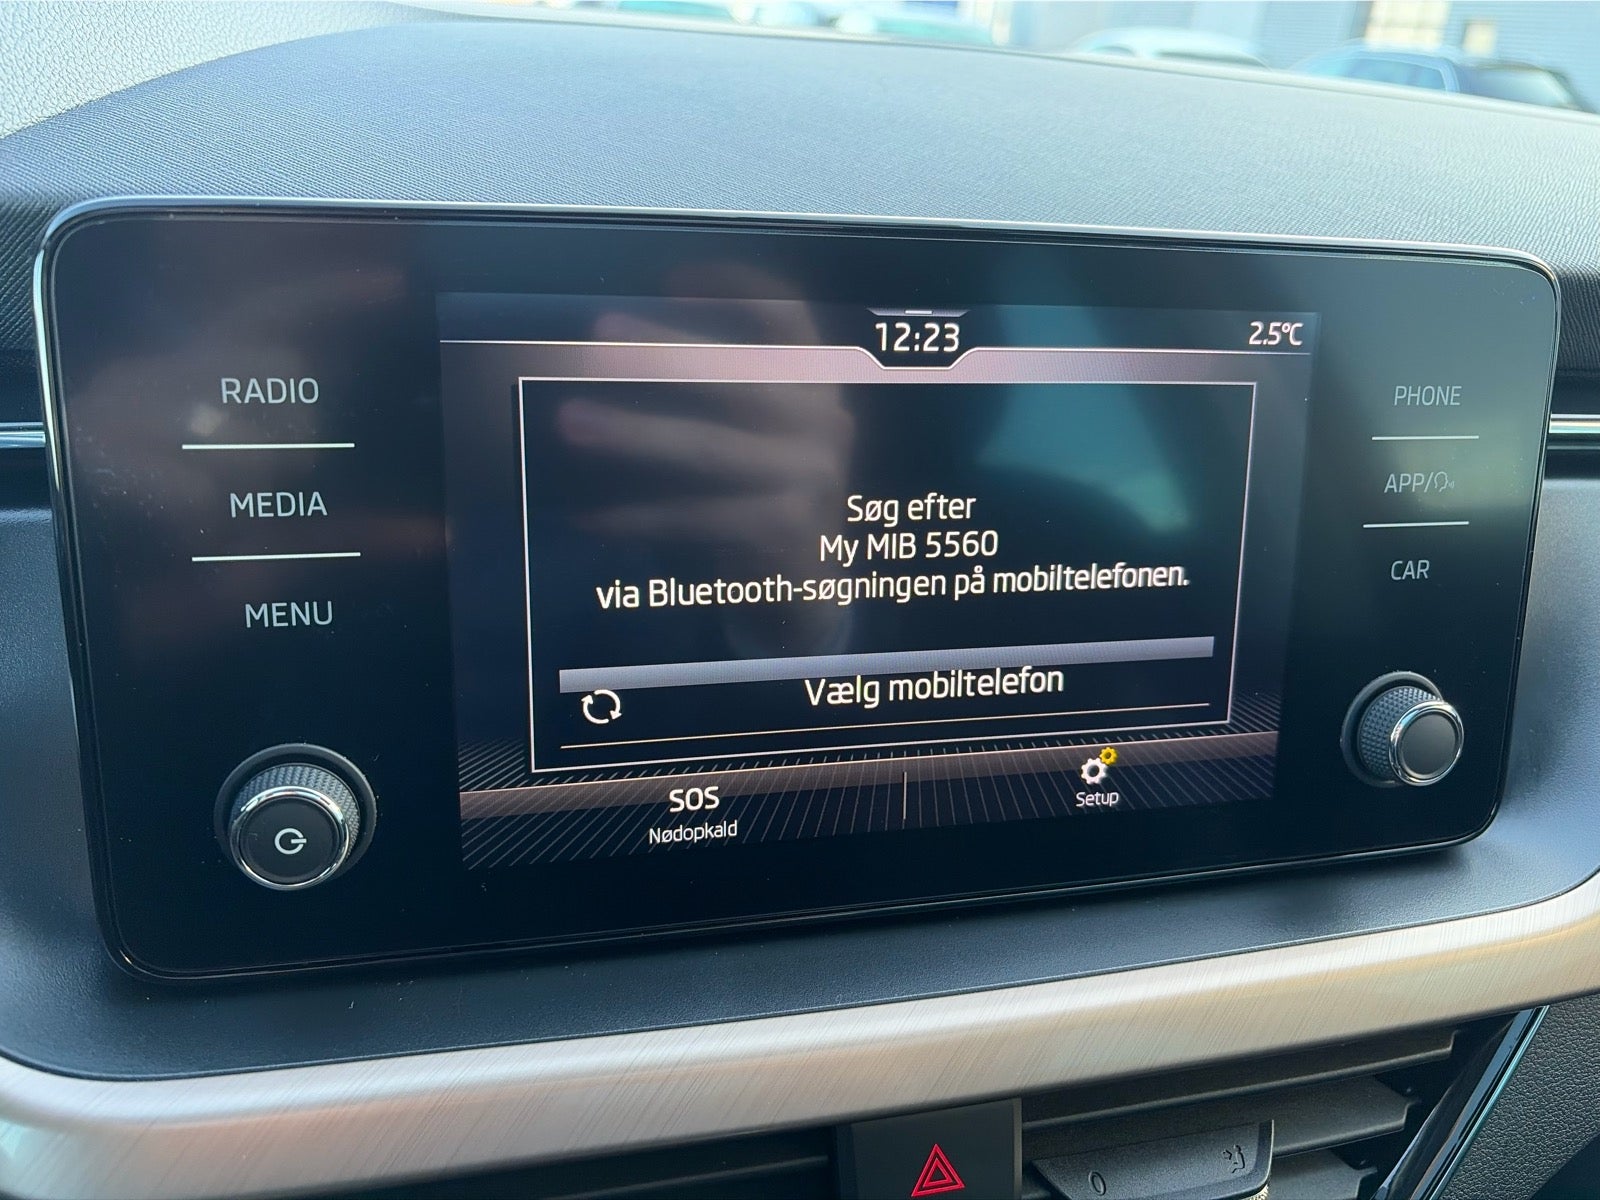 12:23
2.5°C
RADIO
MEDIA
MENU
Søg efter
My MIB 5560
via Bluetooth-søgningen på mobiltelefonen.
Vælg mobiltelefon
SOS
Nødopkald
Setup
PHONE
APP/
CAR
0